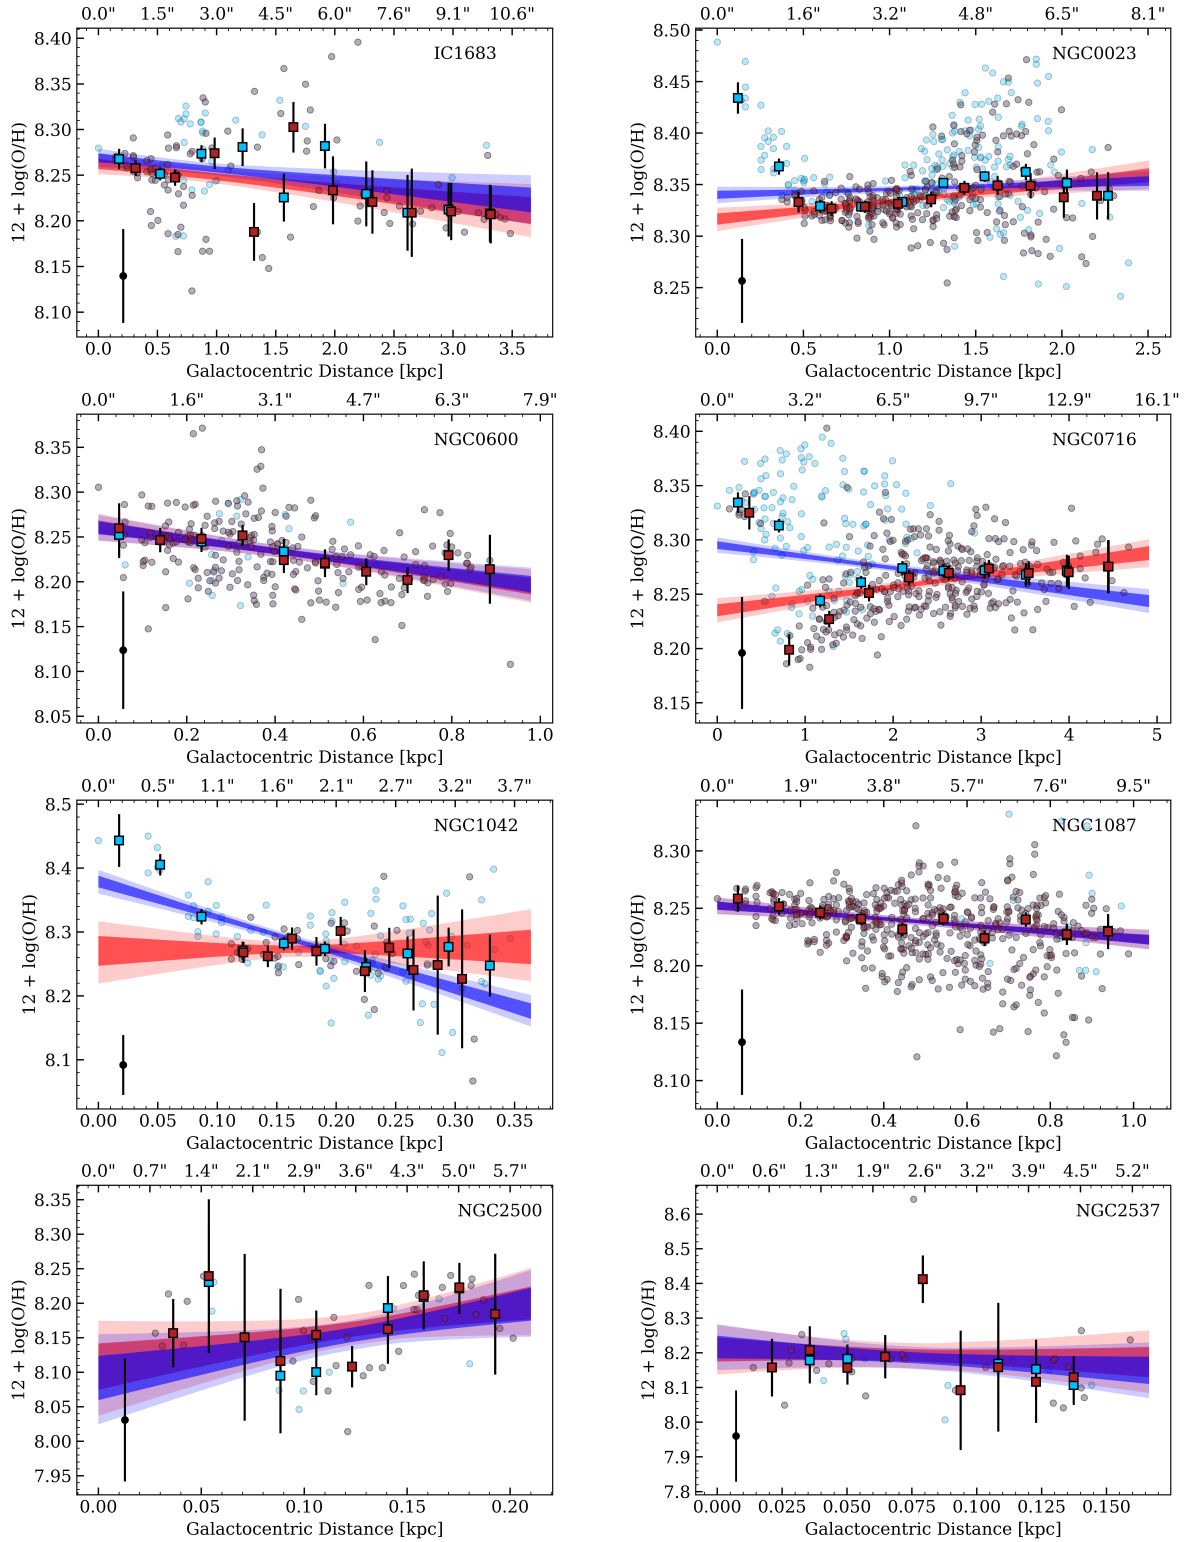 0.0" 1.5" 3.0" 4.5" 6.0" 7.6" 9.1" 10.6"
IC1683
8.40
8.35
8.30
8.25
8.20
8.15
8.10
12 + log(O/H)
0.0 0.5 1.0 1.5 2.0 2.5 3.0 3.5
Galactocentric Distance [kpc]
0.0" 1.6" 3.2" 4.8" 6.5" 8.1"
NGC0023
8.50
8.45
8.40
8.35
8.30
8.25
12 + log(O/H)
0.0 0.5 1.0 1.5 2.0 2.5
Galactocentric Distance [kpc]
0.0" 1.6" 3.1" 4.7" 6.3" 7.9"
NGC0600
8.35
8.30
8.25
8.20
8.15
8.10
8.05
12 + log(O/H)
0.0 0.2 0.4 0.6 0.8 1.0
Galactocentric Distance [kpc]
0.0" 3.2" 6.5" 9.7" 12.9" 16.1"
NGC0716
8.40
8.35
8.30
8.25
8.20
8.15
12 + log(O/H)
0 1 2 3 4 5
Galactocentric Distance [kpc]
0.0" 0.5" 1.1" 1.6" 2.1" 2.7" 3.2" 3.7"
NGC1042
8.5
8.4
8.3
8.2
8.1
12 + log(O/H)
0.00 0.05 0.10 0.15 0.20 0.25 0.30 0.35
Galactocentric Distance [kpc]
0.0" 1.9" 3.8" 5.7" 7.6" 9.5"
NGC1087
8.30
8.25
8.20
8.15
8.10
12 + log(O/H)
0.0 0.2 0.4 0.6 0.8 1.0
Galactocentric Distance [kpc]
0.0" 0.7" 1.4" 2.1" 2.9" 3.6" 4.3" 5.0" 5.7"
NGC2500
8.35
8.30
8.25
8.20
8.15
8.10
8.05
8.00
7.95
12 + log(O/H)
0.00 0.05 0.10 0.15 0.20
Galactocentric Distance [kpc]
0.0" 0.6" 1.3" 1.9" 2.6" 3.2" 3.9" 4.5" 5.2"
NGC2537
8.6
8.5
8.4
8.3
8.2
8.1
8.0
7.9
7.8
12 + log(O/H)
0.000 0.025 0.050 0.075 0.100 0.125 0.150
Galactocentric Distance [kpc]